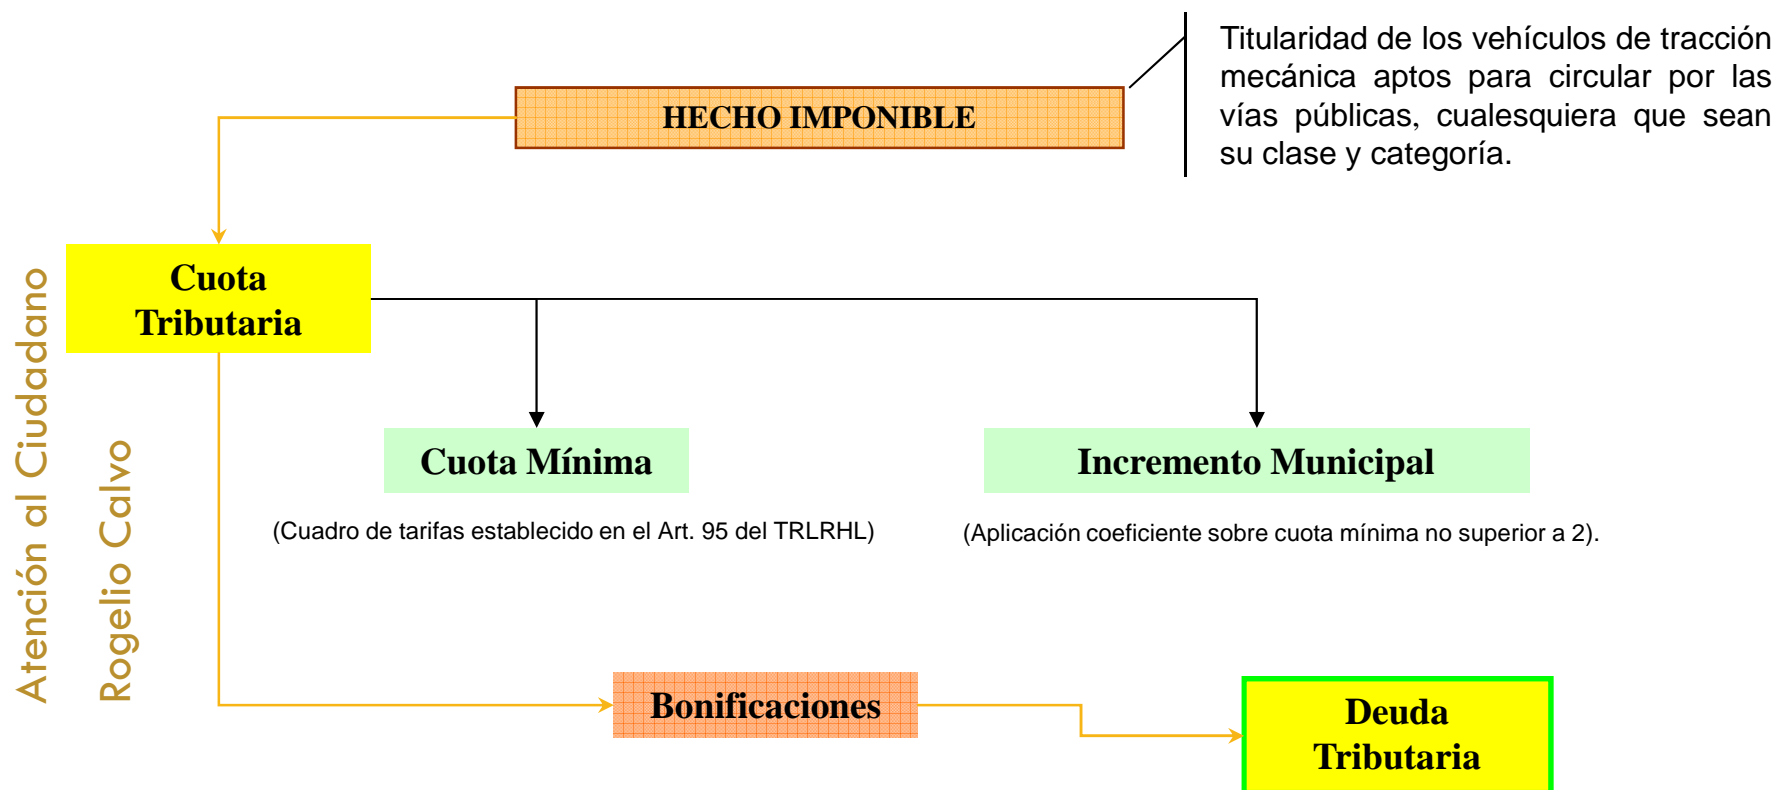 Titularidad de los vehículos de tracción
mecánica aptos para circular por las
vías públicas, cualesquiera que sean
su clase y categoría.
HECHO IMPONIBLE
Cuota
Tributaria
Cuota Mínima
Incremento Municipal
(Cuadro de tarifas establecido en el Art. 95 del TRLRHL)
(Aplicación coeficiente sobre cuota mínima no superior a 2).
Bonificaciones
Deuda
Tributaria
Atención al Ciudadano
Rogelio Calvo